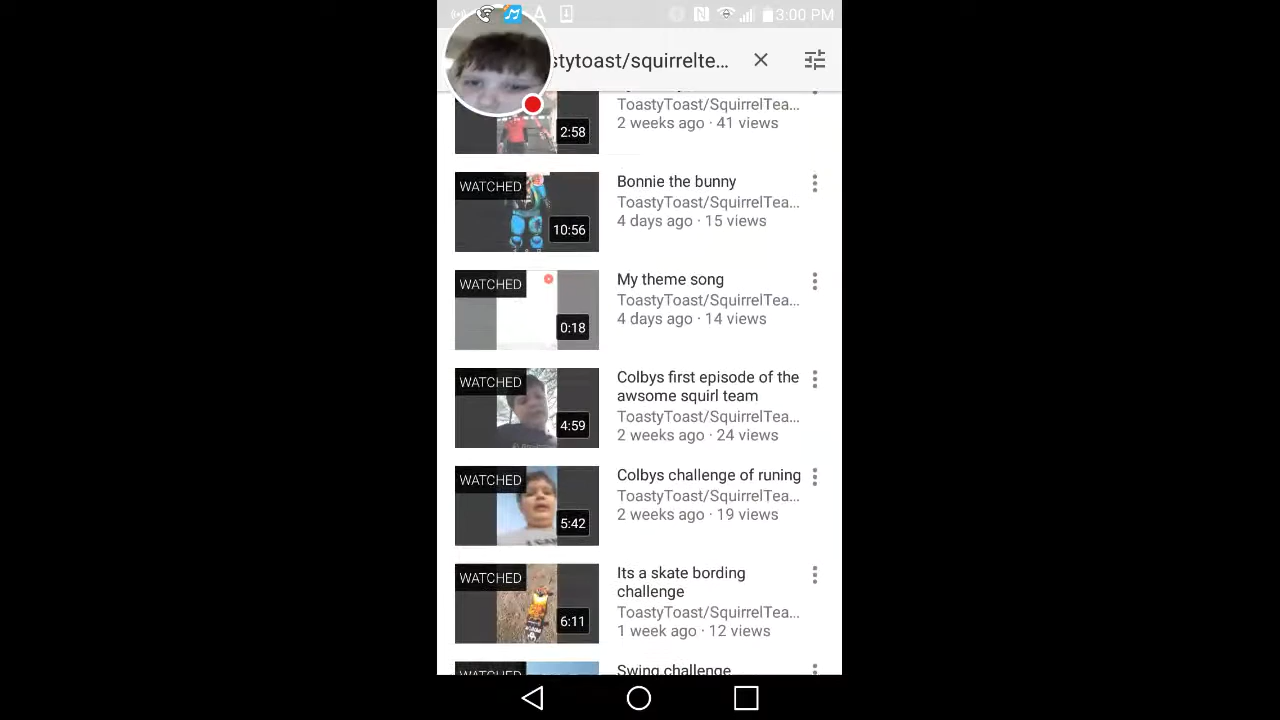 3:00 PM
stytoast/squirrelte...
ToastyToast/SquirrelTea...
2 weeks ago · 41 views
2:58
WATCHED
Bonnie the bunny
ToastyToast/SquirrelTea...
4 days ago · 15 views
10:56
WATCHED
My theme song
ToastyToast/SquirrelTea...
4 days ago · 14 views
0:18
WATCHED
Colbys first episode of the
awsome squirl team
ToastyToast/SquirrelTea...
2 weeks ago · 24 views
4:59
WATCHED
Colbys challenge of runing
ToastyToast/SquirrelTea...
2 weeks ago · 19 views
5:42
WATCHED
Its a skate bording
challenge
ToastyToast/SquirrelTea...
1 week ago · 12 views
6:11
WATCHED
Swing challenge